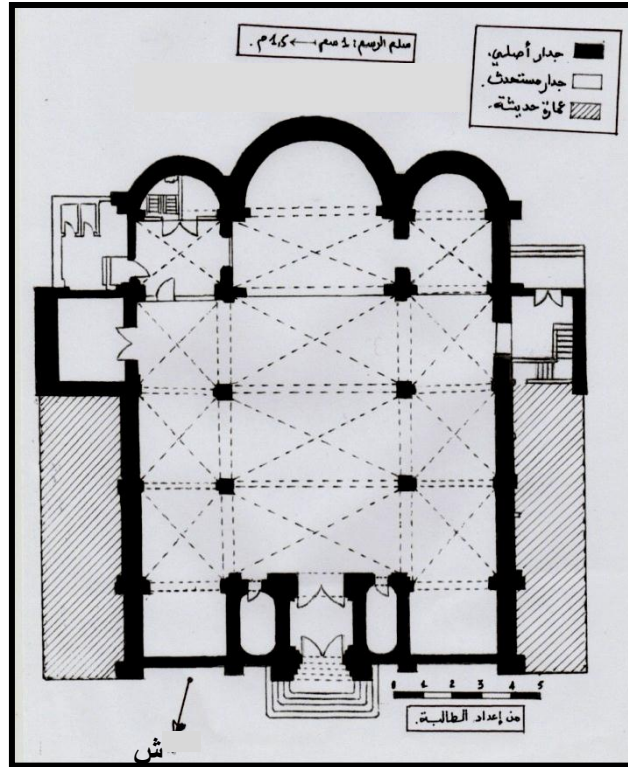 سلم الرسم: 1 سم ⟷ 1,5 م.
جدار أصلي.
جدار مستحدث.
عمارة حديثة.
0 1 2 3 4 5
من إعداد الطالبة.
ش